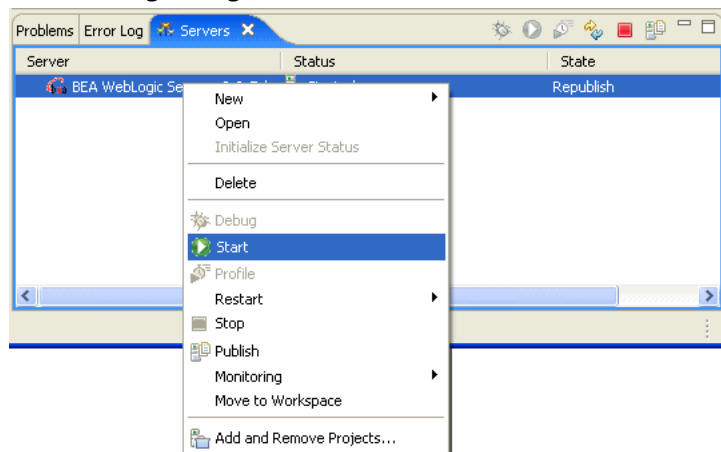 Problems Error Log Servers
Server Status State
BEA WebLogic Republish
New
Open
Initialize Server Status
Delete
Debug
Start
Profile
Restart
Stop
Publish
Monitoring
Move to Workspace
Add and Remove Projects...